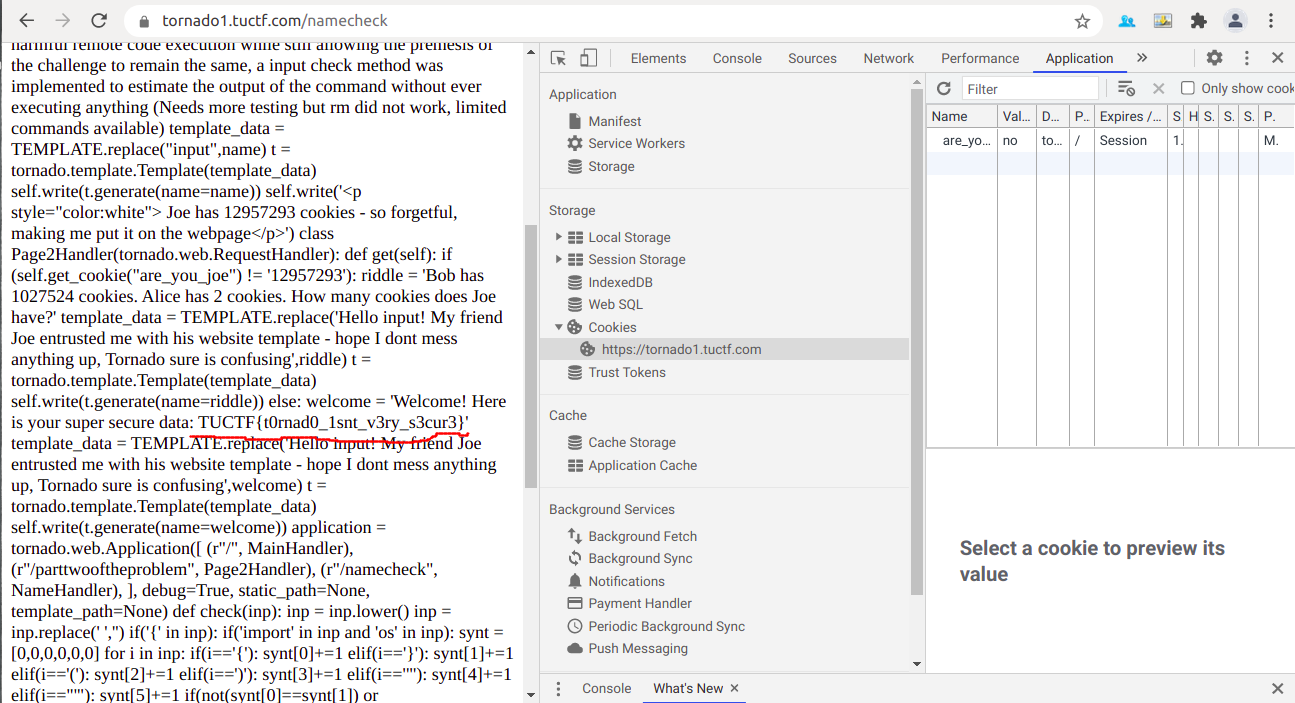 tornado1.tuctf.com/namecheck
harmful remote code execution while still allowing the premesis of
the challenge to remain the same, a input check method was
implemented to estimate the output of the command without ever
executing anything (Needs more testing but rm did not work, limited
commands available) template_data =
TEMPLATE.replace("input",name) t =
tornado.template.Template(template_data)
self.write(t.generate(name=name)) self.write('<p
style="color:white"> Joe has 12957293 cookies - so forgetful,
making me put it on the webpage</p>') class
Page2Handler(tornado.web.RequestHandler): def get(self): if
(self.get_cookie("are_you_joe") != '12957293'): riddle = 'Bob has
1027524 cookies. Alice has 2 cookies. How many cookies does Joe
have?' template_data = TEMPLATE.replace('Hello input! My friend
Joe entrusted me with his website template - hope I dont mess
anything up, Tornado sure is confusing',riddle) t =
tornado.template.Template(template_data)
self.write(t.generate(name=riddle)) else: welcome = 'Welcome! Here
is your super secure data: TUCTF{t0rnad0_1snt_v3ry_s3cur3}'
template_data = TEMPLATE.replace('Hello input! My friend Joe
entrusted me with his website template - hope I dont mess anything
up, Tornado sure is confusing',welcome) t =
tornado.template.Template(template_data)
self.write(t.generate(name=welcome)) application =
tornado.web.Application([ (r"/", MainHandler),
(r"/parttwooftheproblem", Page2Handler), (r"/namecheck",
NameHandler), ], debug=True, static_path=None,
template_path=None) def check(inp): inp = inp.lower() inp =
inp.replace(' ','') if('{' in inp): if('import' in inp and 'os' in inp): synt =
[0,0,0,0,0,0] for i in inp: if(i=='{'): synt[0]+=1 elif(i=='}'): synt[1]+=1
elif(i=='('): synt[2]+=1 elif(i==')'): synt[3]+=1 elif(i==""): synt[4]+=1
elif(i=='"'): synt[5]+=1 if(not(synt[0]==synt[1]) or
Elements Console Sources Network Performance Application
Application
Manifest
Service Workers
Storage
Storage
Local Storage
Session Storage
IndexedDB
Web SQL
Cookies
https://tornado1.tuctf.com
Trust Tokens
Cache
Cache Storage
Application Cache
Background Services
Background Fetch
Background Sync
Notifications
Payment Handler
Periodic Background Sync
Push Messaging
Filter Only show cook
Name Val... D... P.. Expires /... S H S. S. S. P.
are_yo... no to... / Session 1. M.
Select a cookie to preview its
value
Console What's New